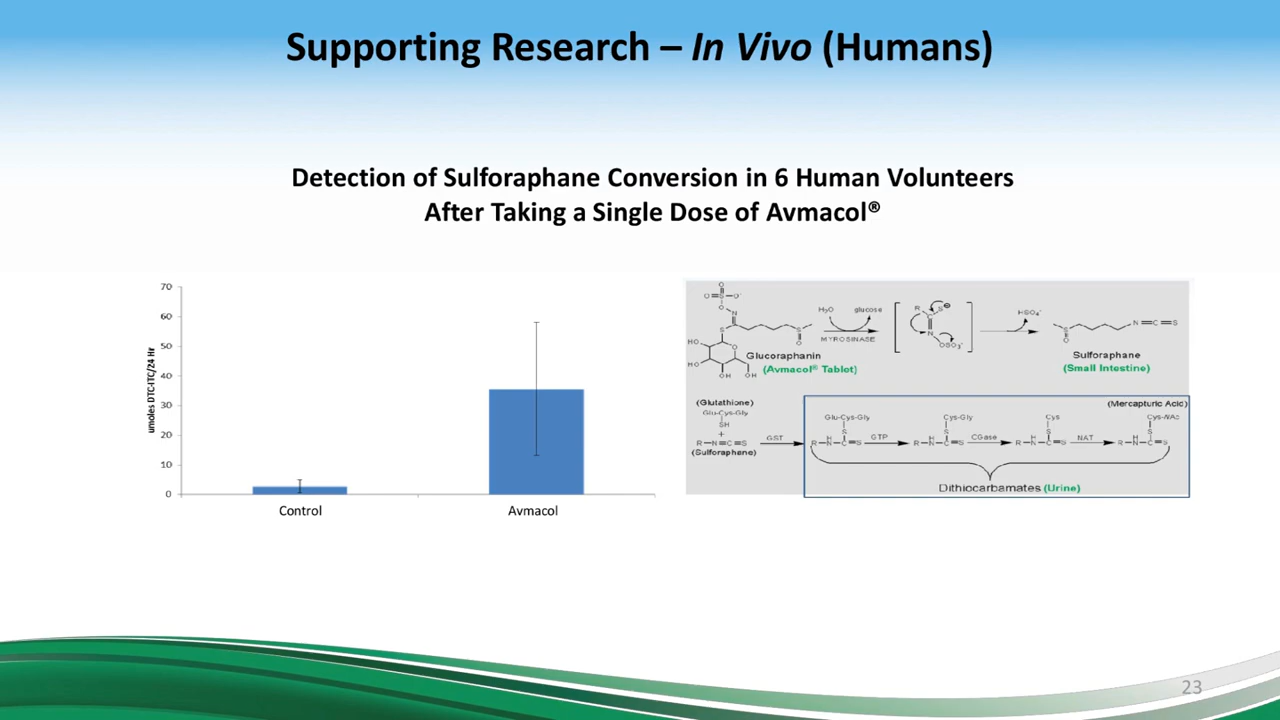 Supporting Research – In Vivo (Humans)
Detection of Sulforaphane Conversion in 6 Human Volunteers
After Taking a Single Dose of Avmacol®
70
60
50
40
30
20
10
0
umoles DTC-ITC/24 Hr
Control
Avmacol
H₂O
glucose
MYROSINASE
HSO₄⁻
Glucoraphanin
(Avmacol® Tablet)
Sulforaphane
(Small Intestine)
(Glutathione)
Glu-Cys-Gly
SH
+
R–N=C=S
(Sulforaphane)
GST
Glu-Cys-Gly
GTP
Cys-Gly
CGase
Cys
NAT
(Mercapturic Acid)
Cys-NAc
Dithiocarbamates (Urine)
23